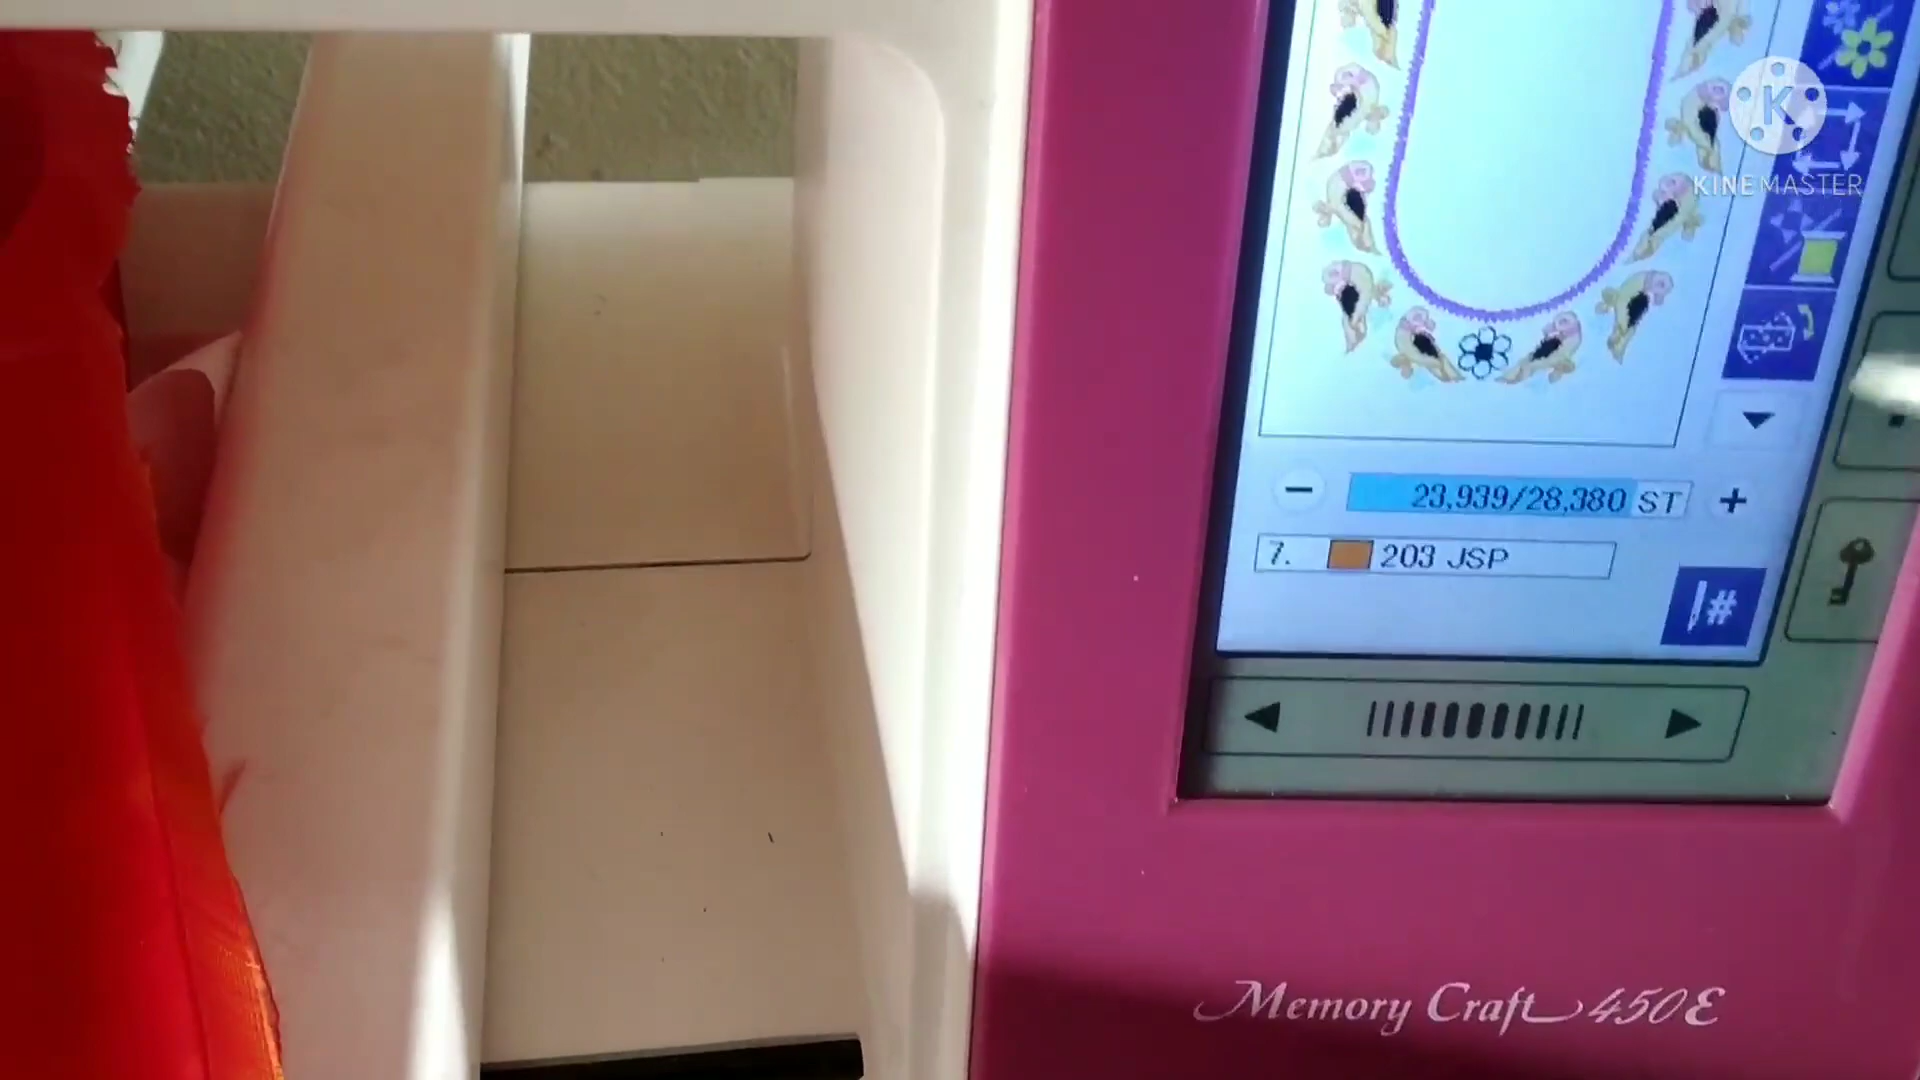 K
KINEMASTER
23,939/28,380 ST
7. 203 JSP
#
Memory Craft 450E